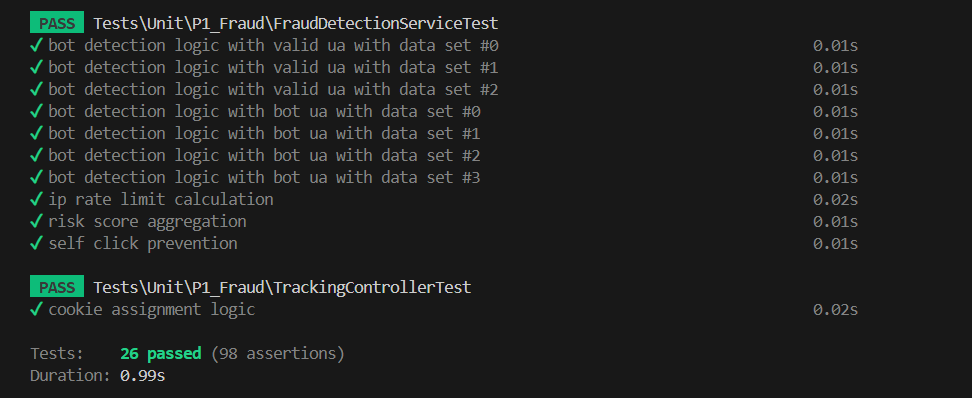 PASS Tests\Unit\P1_Fraud\FraudDetectionServiceTest
✓ bot detection logic with valid ua with data set #0 0.01s
✓ bot detection logic with valid ua with data set #1 0.01s
✓ bot detection logic with valid ua with data set #2 0.01s
✓ bot detection logic with bot ua with data set #0 0.01s
✓ bot detection logic with bot ua with data set #1 0.01s
✓ bot detection logic with bot ua with data set #2 0.01s
✓ bot detection logic with bot ua with data set #3 0.01s
✓ ip rate limit calculation 0.02s
✓ risk score aggregation 0.01s
✓ self click prevention 0.01s
PASS Tests\Unit\P1_Fraud\TrackingControllerTest
✓ cookie assignment logic 0.02s
Tests: 26 passed (98 assertions)
Duration: 0.99s